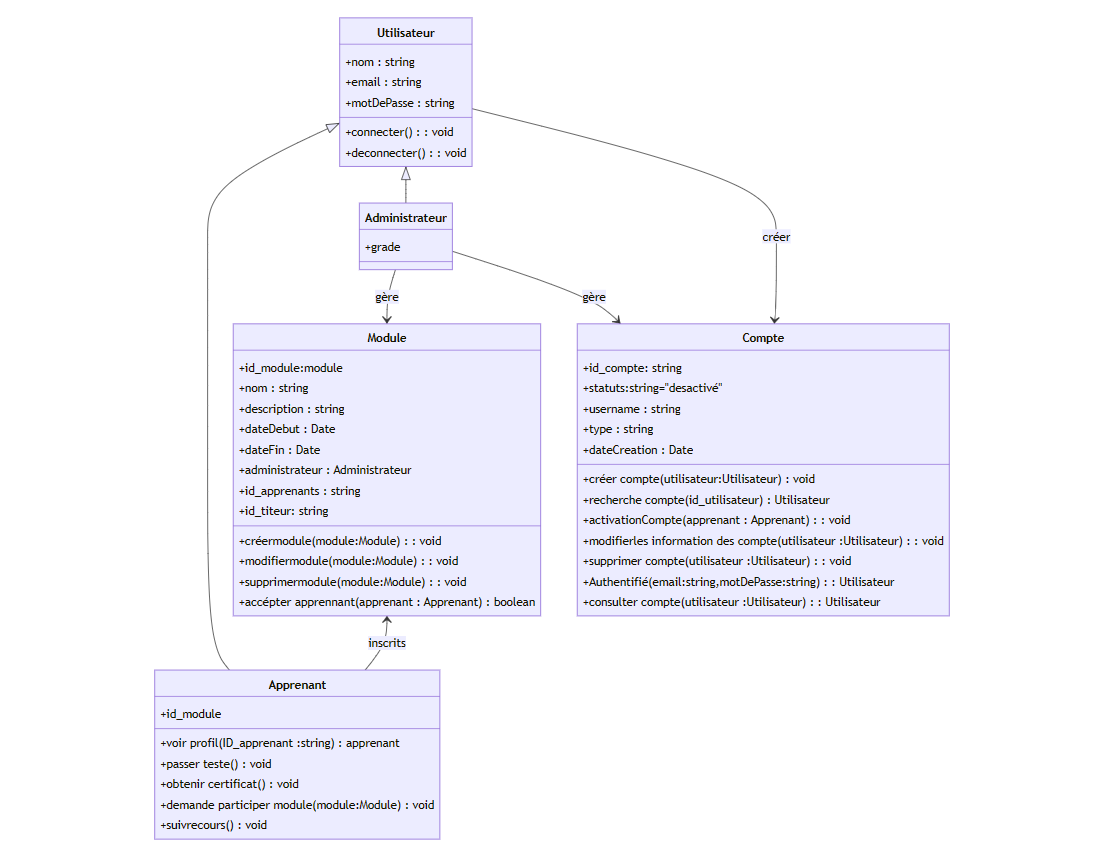 Utilisateur
+nom : string
+email : string
+motDePasse : string
+connecter() : : void
+deconnecter() : : void
Administrateur
+grade
créer
gère
gère
Module
+id_module:module
+nom : string
+description : string
+dateDebut : Date
+dateFin : Date
+administrateur : Administrateur
+id_apprenants : string
+id_titeur: string
+créermodule(module:Module) : : void
+modifiermodule(module:Module) : : void
+supprimermodule(module:Module) : : void
+accépter apprennant(apprenant : Apprenant) : boolean
Compte
+id_compte: string
+statuts:string="desactivé"
+username : string
+type : string
+dateCreation : Date
+créer compte(utilisateur:Utilisateur) : void
+recherche compte(id_utilisateur) : Utilisateur
+activationCompte(apprenant : Apprenant) : : void
+modifierles information des compte(utilisateur :Utilisateur) : : void
+supprimer compte(utilisateur :Utilisateur) : : void
+Authentifié(email:string,motDePasse:string) : : Utilisateur
+consulter compte(utilisateur :Utilisateur) : : Utilisateur
inscrits
Apprenant
+id_module
+voir profil(ID_apprenant :string) : apprenant
+passer teste() : void
+obtenir certificat() : void
+demande participer module(module:Module) : void
+suivrecours() : void